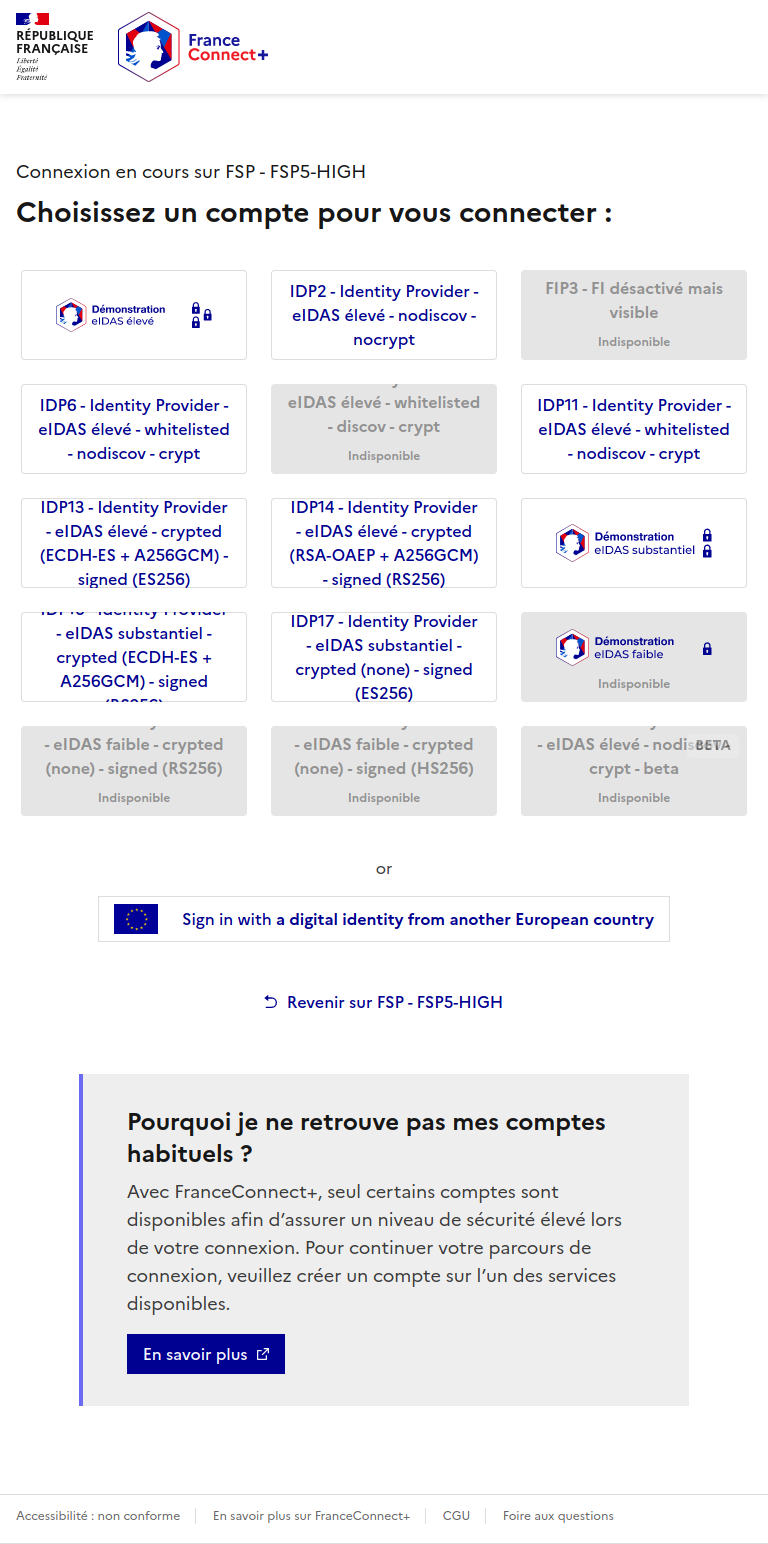 RÉPUBLIQUE
FRANÇAISE
Liberté
Égalité
Fraternité
France
Connect+
Connexion en cours sur FSP - FSP5-HIGH
Choisissez un compte pour vous connecter :
Démonstration
eIDAS élevé
IDP2 - Identity Provider -
eIDAS élevé - nodiscov -
nocrypt
FIP3 - FI désactivé mais
visible
Indisponible
IDP6 - Identity Provider -
eIDAS élevé - whitelisted
- nodiscov - crypt
eIDAS élevé - whitelisted
- discov - crypt
Indisponible
IDP11 - Identity Provider -
eIDAS élevé - whitelisted
- nodiscov - crypt
IDP13 - Identity Provider
- eIDAS élevé - crypted
(ECDH-ES + A256GCM) -
signed (ES256)
IDP14 - Identity Provider
- eIDAS élevé - crypted
(RSA-OAEP + A256GCM)
- signed (RS256)
Démonstration
eIDAS substantiel
- Identity Provider
- eIDAS substantiel -
crypted (ECDH-ES +
A256GCM) - signed
IDP17 - Identity Provider
- eIDAS substantiel -
crypted (none) - signed
(ES256)
Démonstration
eIDAS faible
Indisponible
- eIDAS faible - crypted
(none) - signed (RS256)
Indisponible
- eIDAS faible - crypted
(none) - signed (HS256)
Indisponible
- eIDAS élevé -
BETA
crypt - beta
Indisponible
or
Sign in with a digital identity from another European country
Revenir sur FSP - FSP5-HIGH
Pourquoi je ne retrouve pas mes comptes
habituels ?
Avec FranceConnect+, seul certains comptes sont
disponibles afin d’assurer un niveau de sécurité élevé lors
de votre connexion. Pour continuer votre parcours de
connexion, veuillez créer un compte sur l’un des services
disponibles.
En savoir plus
Accessibilité : non conforme
En savoir plus sur FranceConnect+
CGU
Foire aux questions